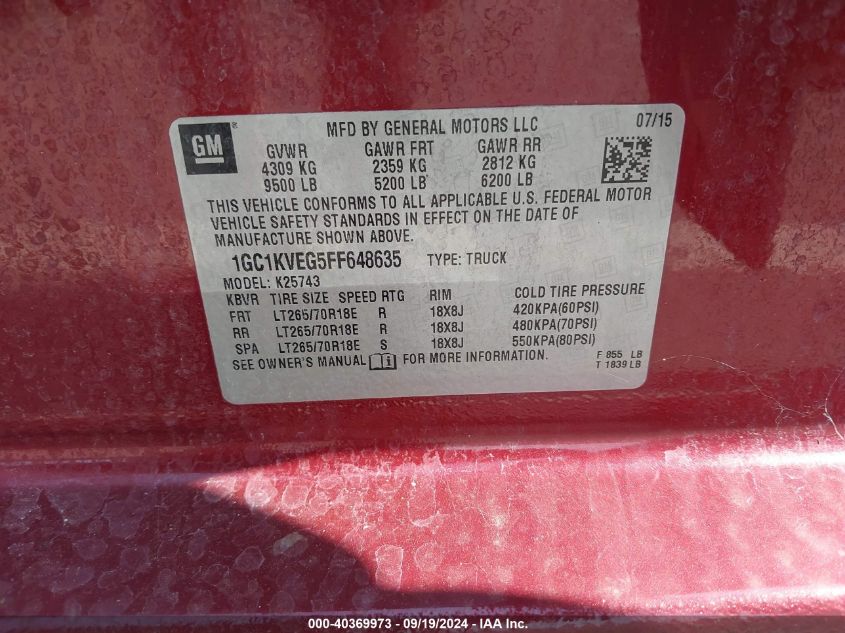 GM ®
MFD BY GENERAL MOTORS LLC 07/15
GVWR GAWR FRT GAWR RR
4309 KG 2359 KG 2812 KG
9500 LB 5200 LB 6200 LB
THIS VEHICLE CONFORMS TO ALL APPLICABLE U.S. FEDERAL MOTOR
VEHICLE SAFETY STANDARDS IN EFFECT ON THE DATE OF
MANUFACTURE SHOWN ABOVE.
1GC1KVEG5FF648635 TYPE: TRUCK
MODEL: K25743
KBVR TIRE SIZE SPEED RTG RIM COLD TIRE PRESSURE
FRT LT265/70R18E R 18X8J 420KPA(60PSI)
RR LT265/70R18E R 18X8J 480KPA(70PSI)
SPA LT265/70R18E S 18X8J 550KPA(80PSI)
SEE OWNER'S MANUAL FOR MORE INFORMATION. F 855 LB
T 1839 LB
000-40369973 - 09/19/2024 - IAA Inc.